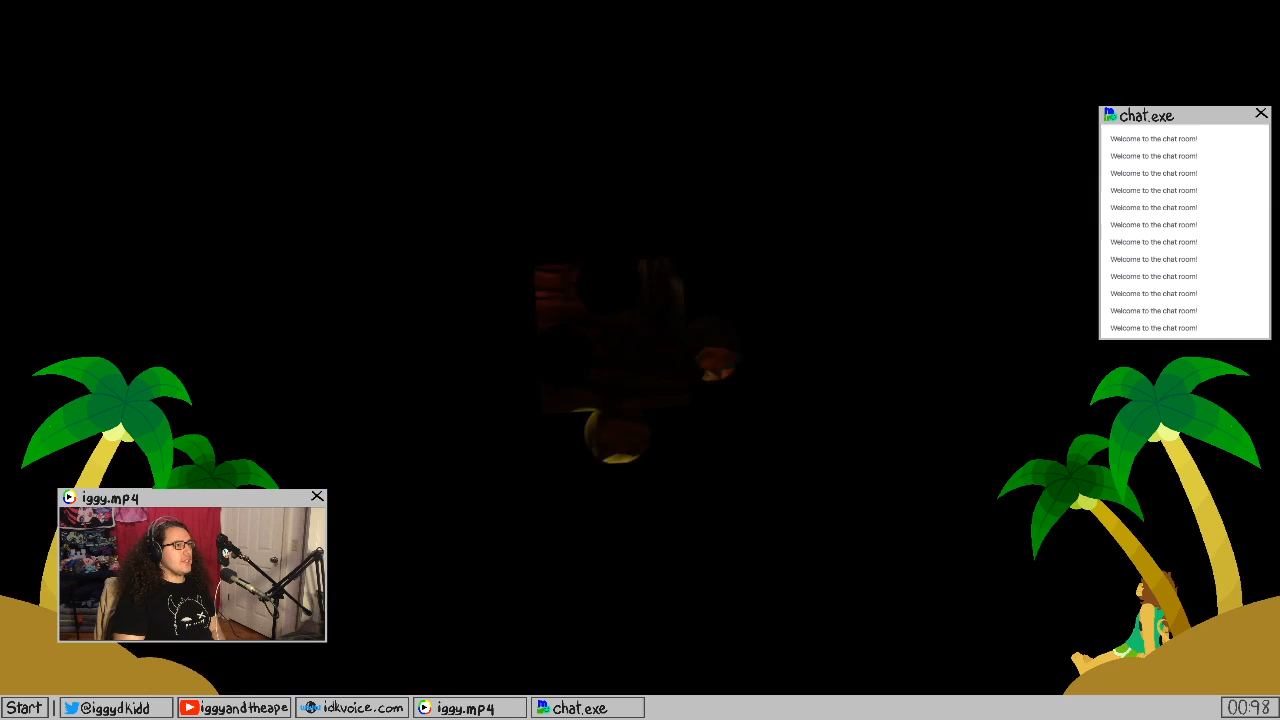 chat.exe
Welcome to the chat room!
Welcome to the chat room!
Welcome to the chat room!
Welcome to the chat room!
Welcome to the chat room!
Welcome to the chat room!
Welcome to the chat room!
Welcome to the chat room!
Welcome to the chat room!
Welcome to the chat room!
Welcome to the chat room!
Welcome to the chat room!
iggy.mp4
Start | @iggydkidd iggyandtheape www idkvoice.com iggy.mp4 chat.exe 00:98